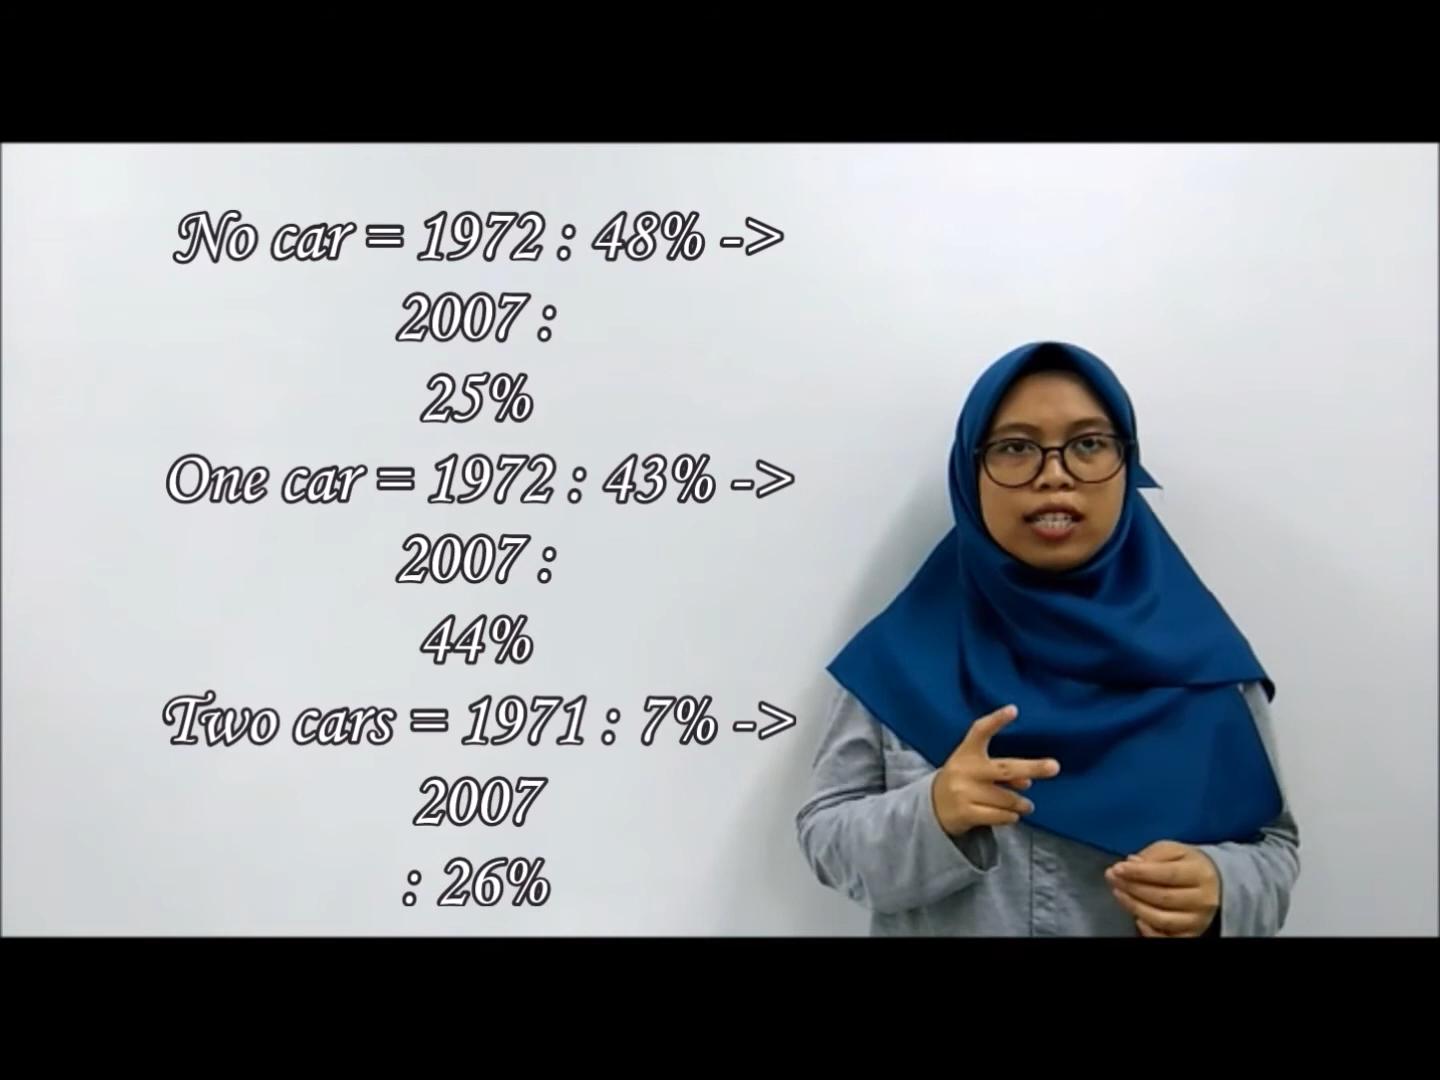 No car = 1972 : 48% ->
2007 :
25%
One car = 1972 : 43% ->
2007 :
44%
Two cars = 1971 : 7% ->
2007
: 26%